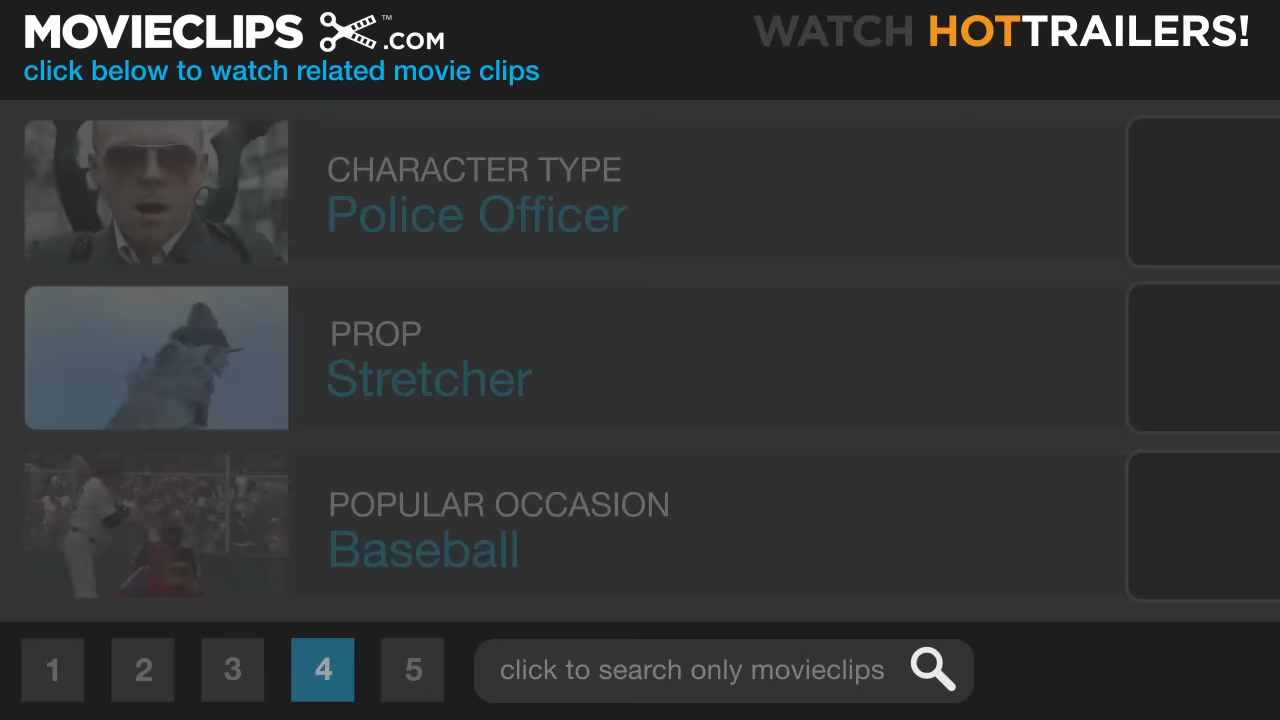 MOVIECLIPS ™ .COM
WATCH HOTTRAILERS!
click below to watch related movie clips
CHARACTER TYPE
Police Officer
PROP
Stretcher
POPULAR OCCASION
Baseball
1 2 3 4 5
click to search only movieclips